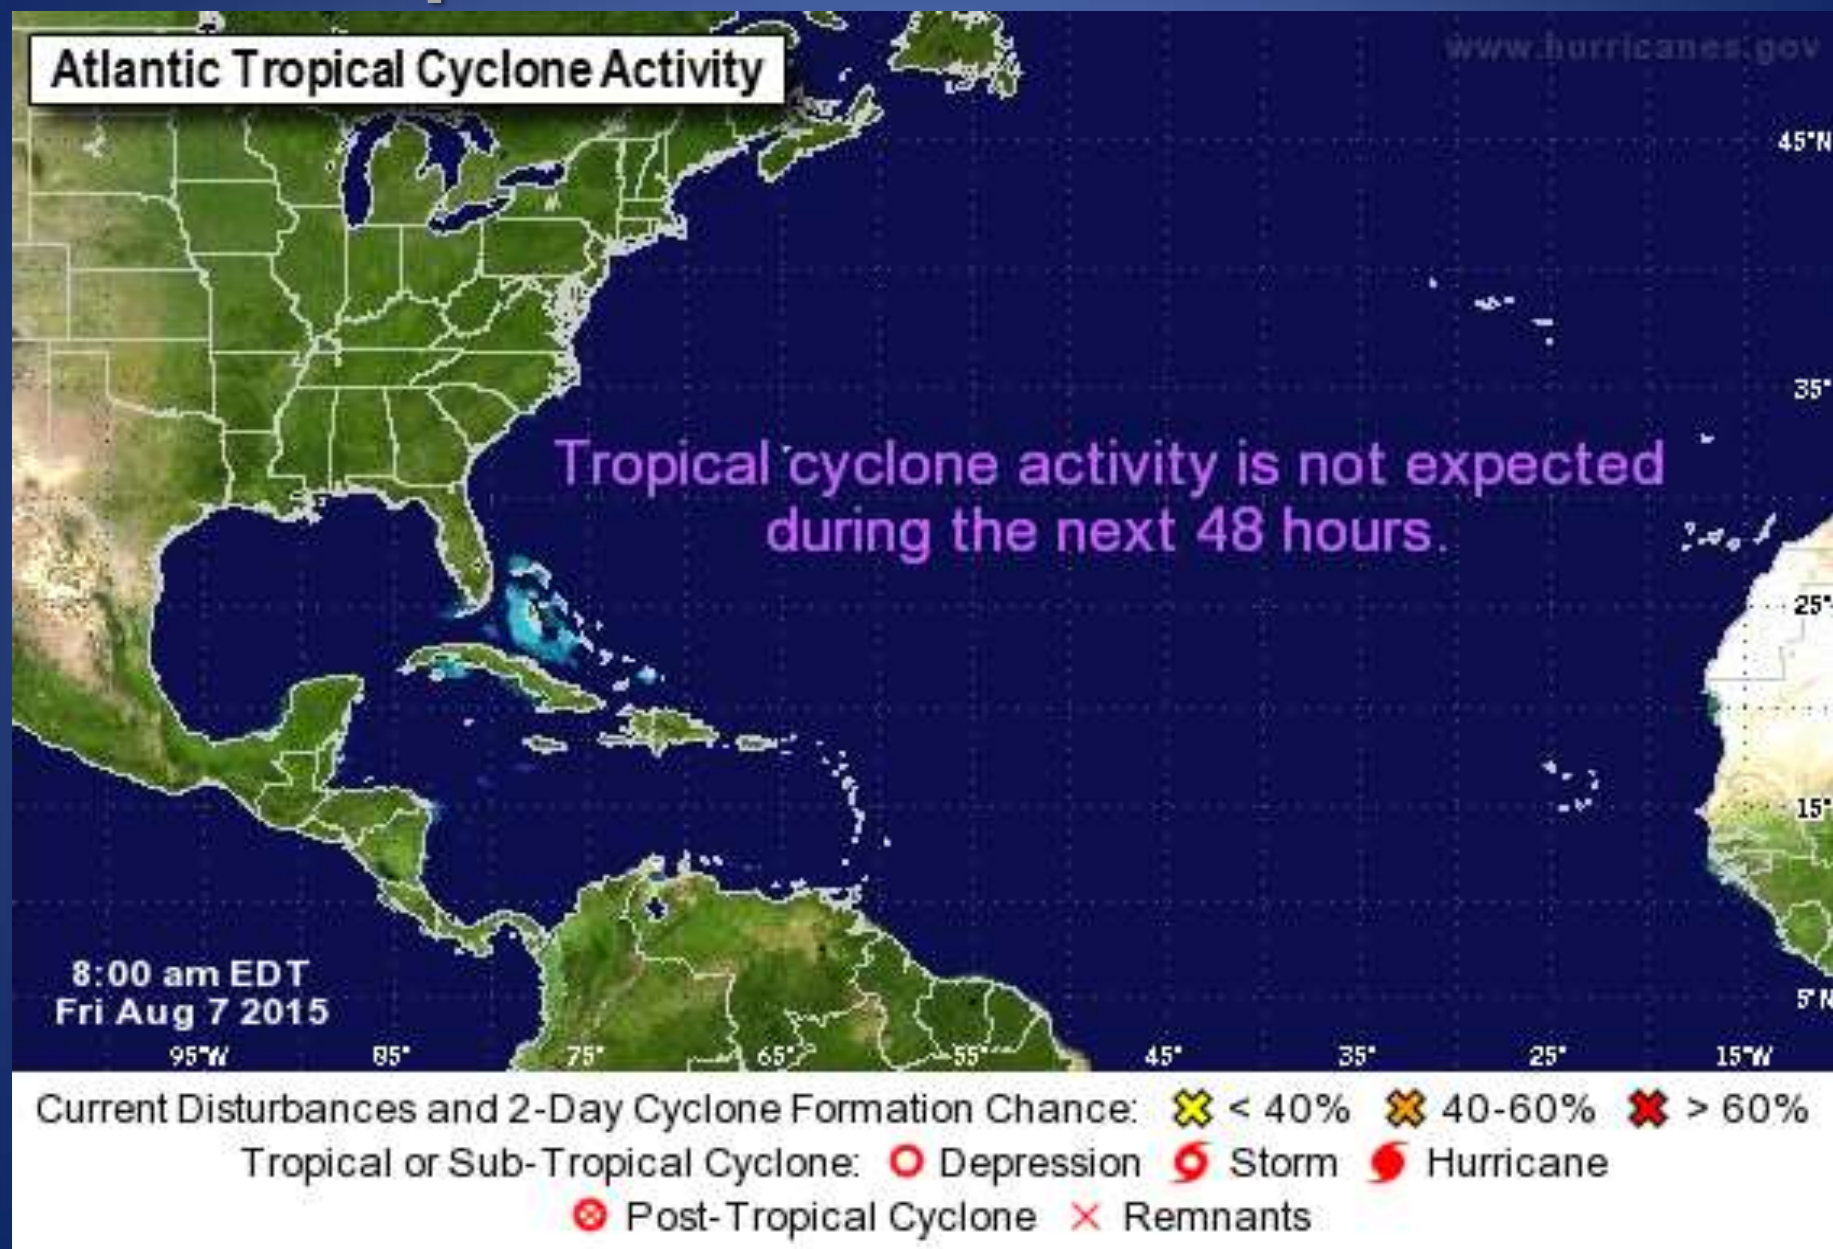 Atlantic Tropical Cyclone Activity
www.hurricanes.gov
45°N
35°
Tropical cyclone activity is not expected
during the next 48 hours.
25°
15°
8:00 am EDT
Fri Aug 7 2015
5°N
95°W 85° 75° 65° 55° 45° 35° 25° 15°W
Current Disturbances and 2-Day Cyclone Formation Chance: < 40% 40-60% > 60%
Tropical or Sub-Tropical Cyclone: Depression Storm Hurricane
Post-Tropical Cyclone Remnants